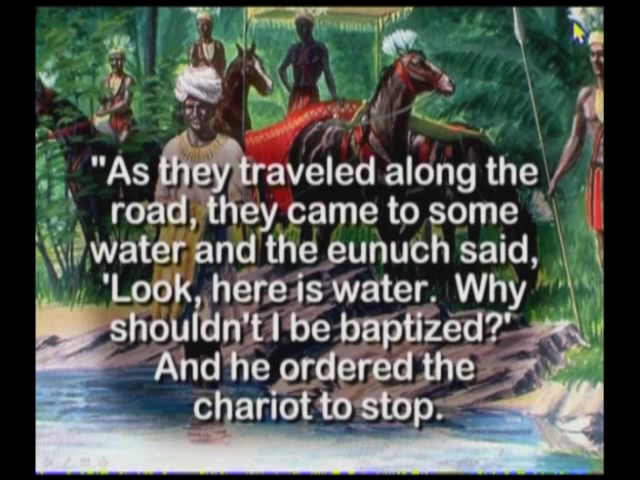 "As they traveled along the
road, they came to some
water and the eunuch said,
'Look, here is water.  Why
shouldn't I be baptized?'
And he ordered the
chariot to stop.